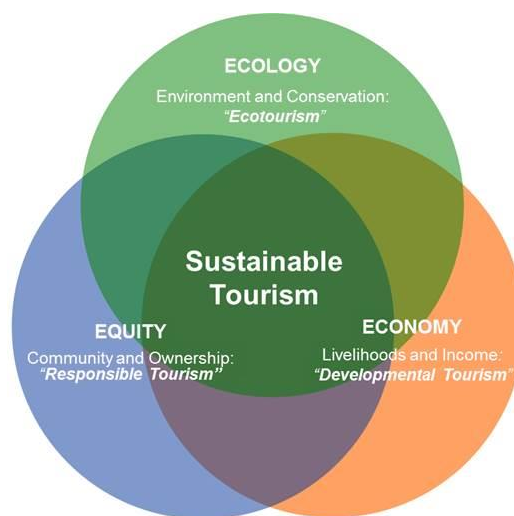 ECOLOGY
Environment and Conservation:
“Ecotourism”
Sustainable
Tourism
EQUITY
Community and Ownership:
“Responsible Tourism”
ECONOMY
Livelihoods and Income:
“Developmental Tourism”